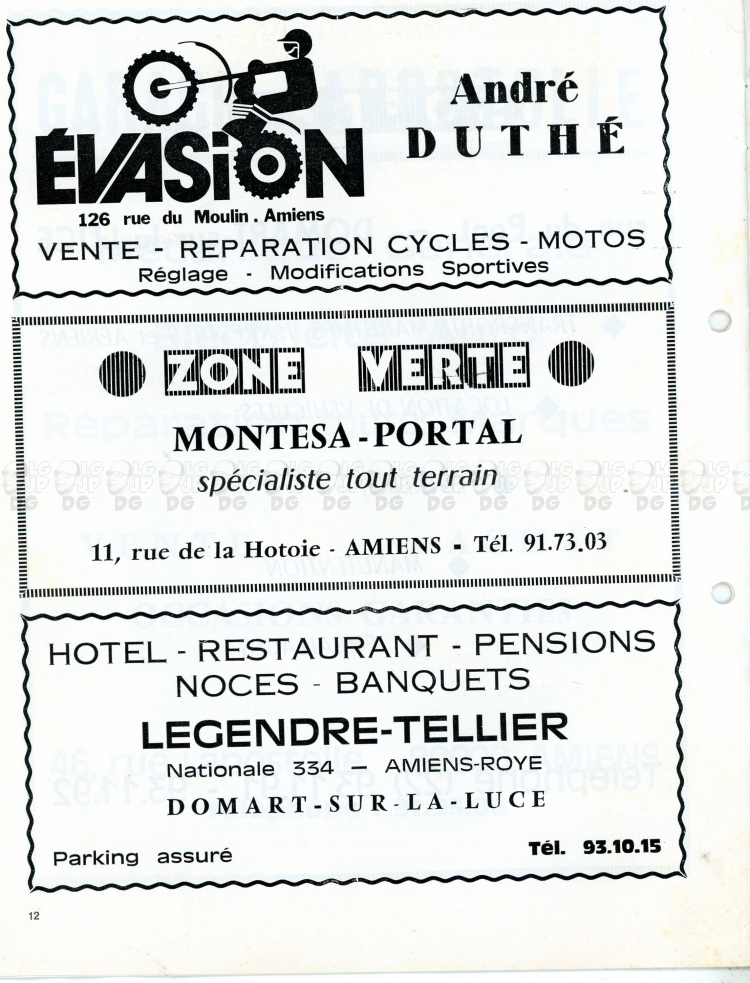 André
DUTHÉ
ÉVASiON
126 rue du Moulin . Amiens
VENTE - REPARATION CYCLES - MOTOS
Réglage - Modifications Sportives
ZONE VERTE
MONTESA - PORTAL
spécialiste tout terrain
11, rue de la Hotoie - AMIENS - Tél. 91.73.03
HOTEL - RESTAURANT - PENSIONS
NOCES - BANQUETS
LEGENDRE-TELLIER
Nationale 334 — AMIENS-ROYE
DOMART-SUR-LA-LUCE
Parking assuré
Tél. 93.10.15
12